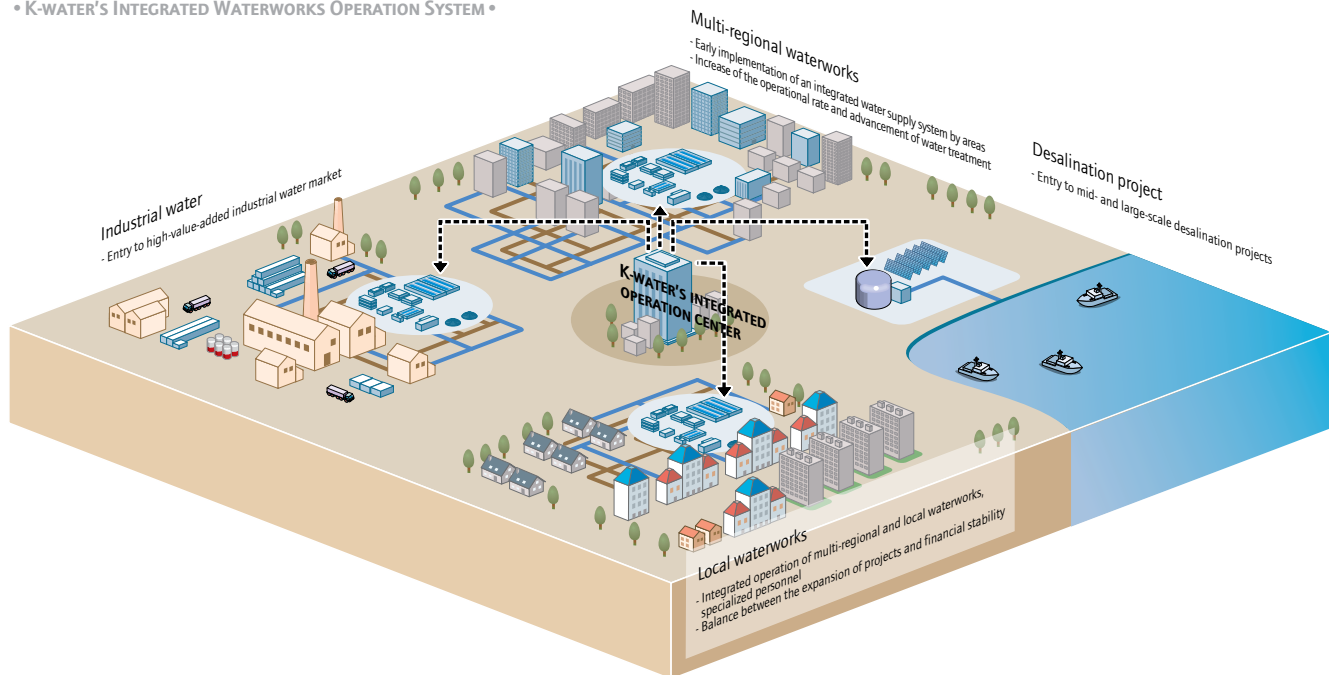 • K-WATER'S INTEGRATED WATERWORKS OPERATION SYSTEM •
Multi-regional waterworks
- Early implementation of an integrated water supply system by areas
- Increase of the operational rate and advancement of water treatment
Desalination project
- Entry to mid- and large-scale desalination projects
Industrial water
- Entry to high-value-added industrial water market
K-WATER'S INTEGRATED
OPERATION CENTER
Local waterworks
- Integrated operation of multi-regional and local waterworks,
specialized personnel
- Balance between the expansion of projects and financial stability